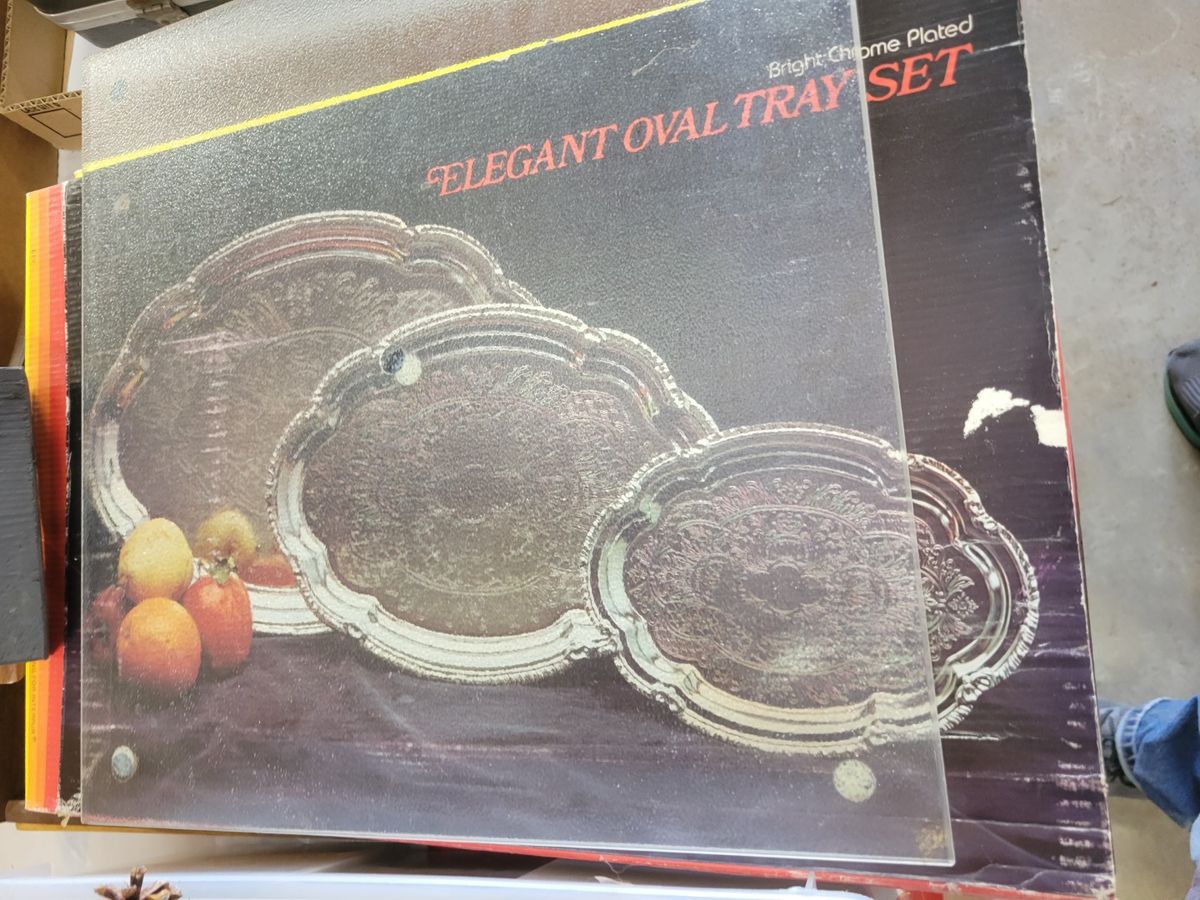 Bright Chrome Plated
ELEGANT OVAL TRAY SET